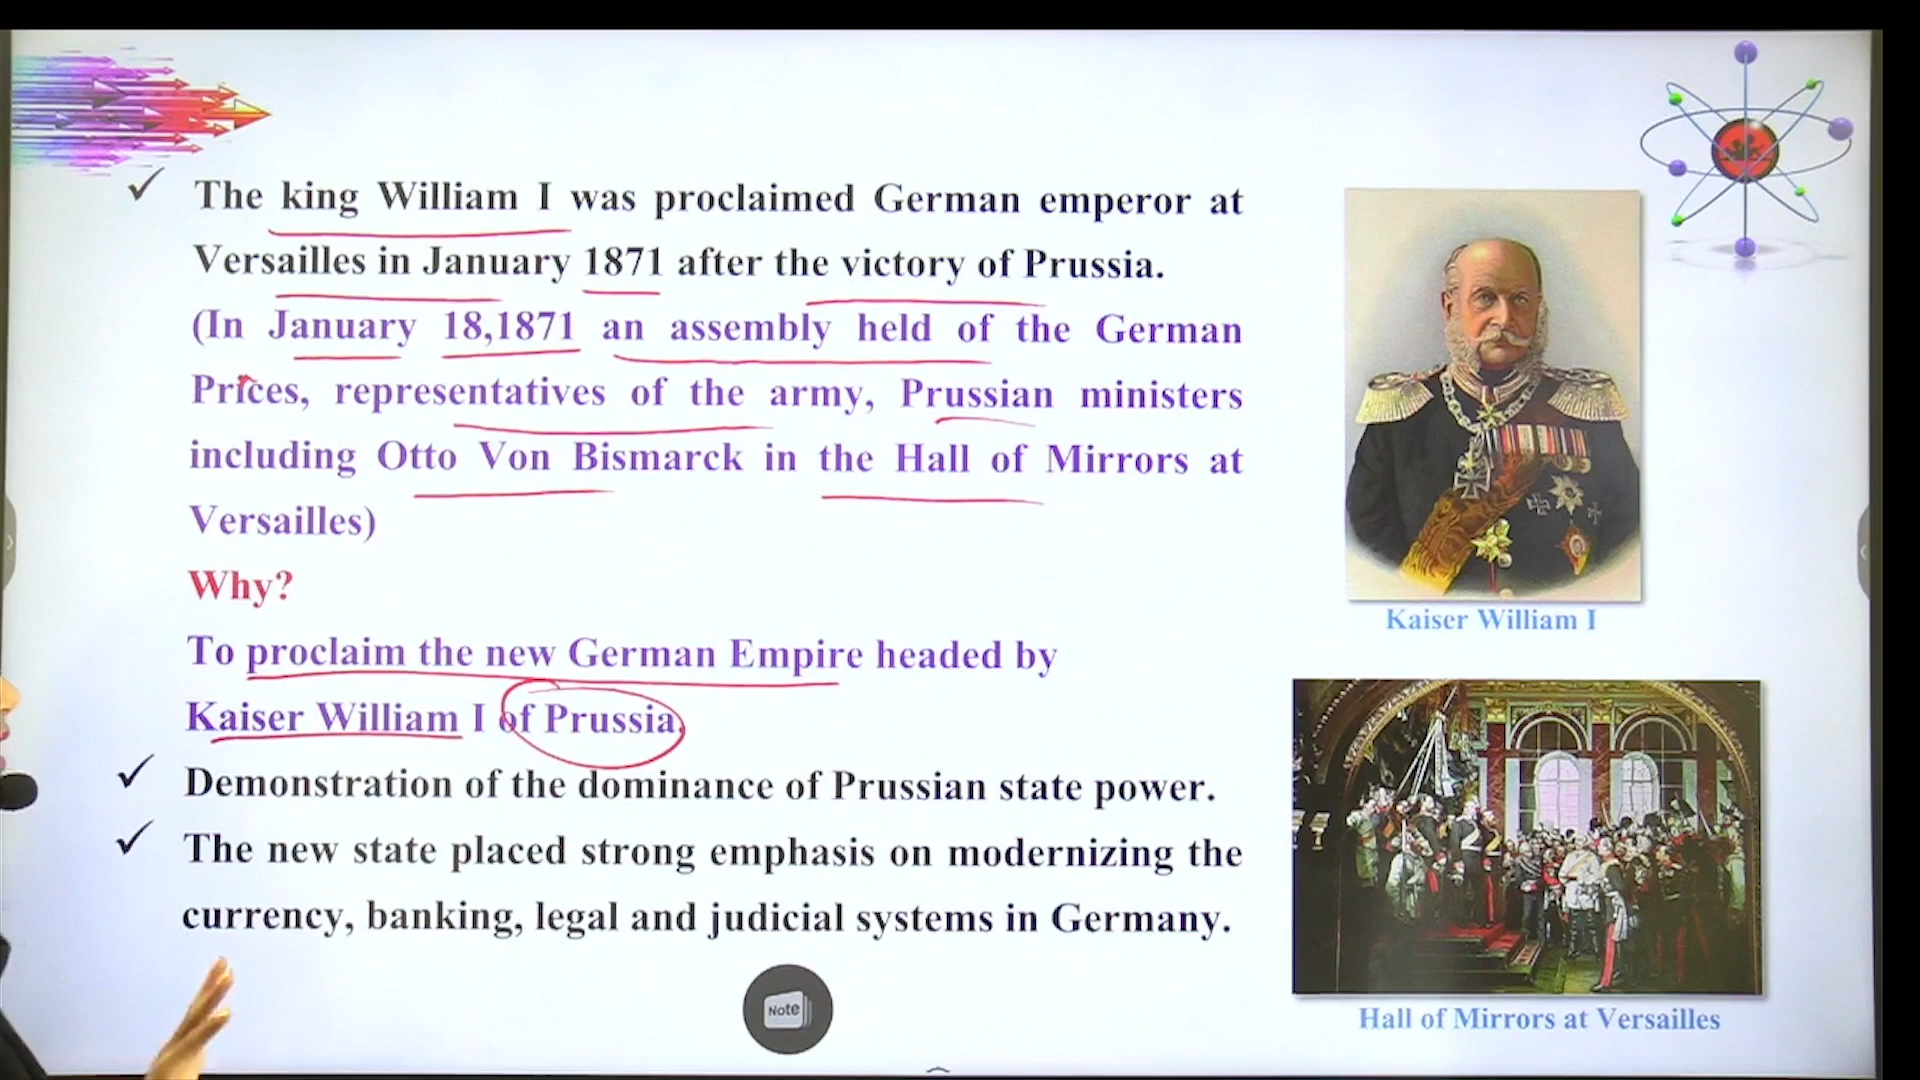 The king William I was proclaimed German emperor at
Versailles in January 1871 after the victory of Prussia.
(In January 18,1871 an assembly held of the German
Prices, representatives of the army, Prussian ministers
including Otto Von Bismarck in the Hall of Mirrors at
Versailles)
Why?
To proclaim the new German Empire headed by
Kaiser William I of Prussia.
Demonstration of the dominance of Prussian state power.
The new state placed strong emphasis on modernizing the
currency, banking, legal and judicial systems in Germany.
Kaiser William I
Hall of Mirrors at Versailles
Note